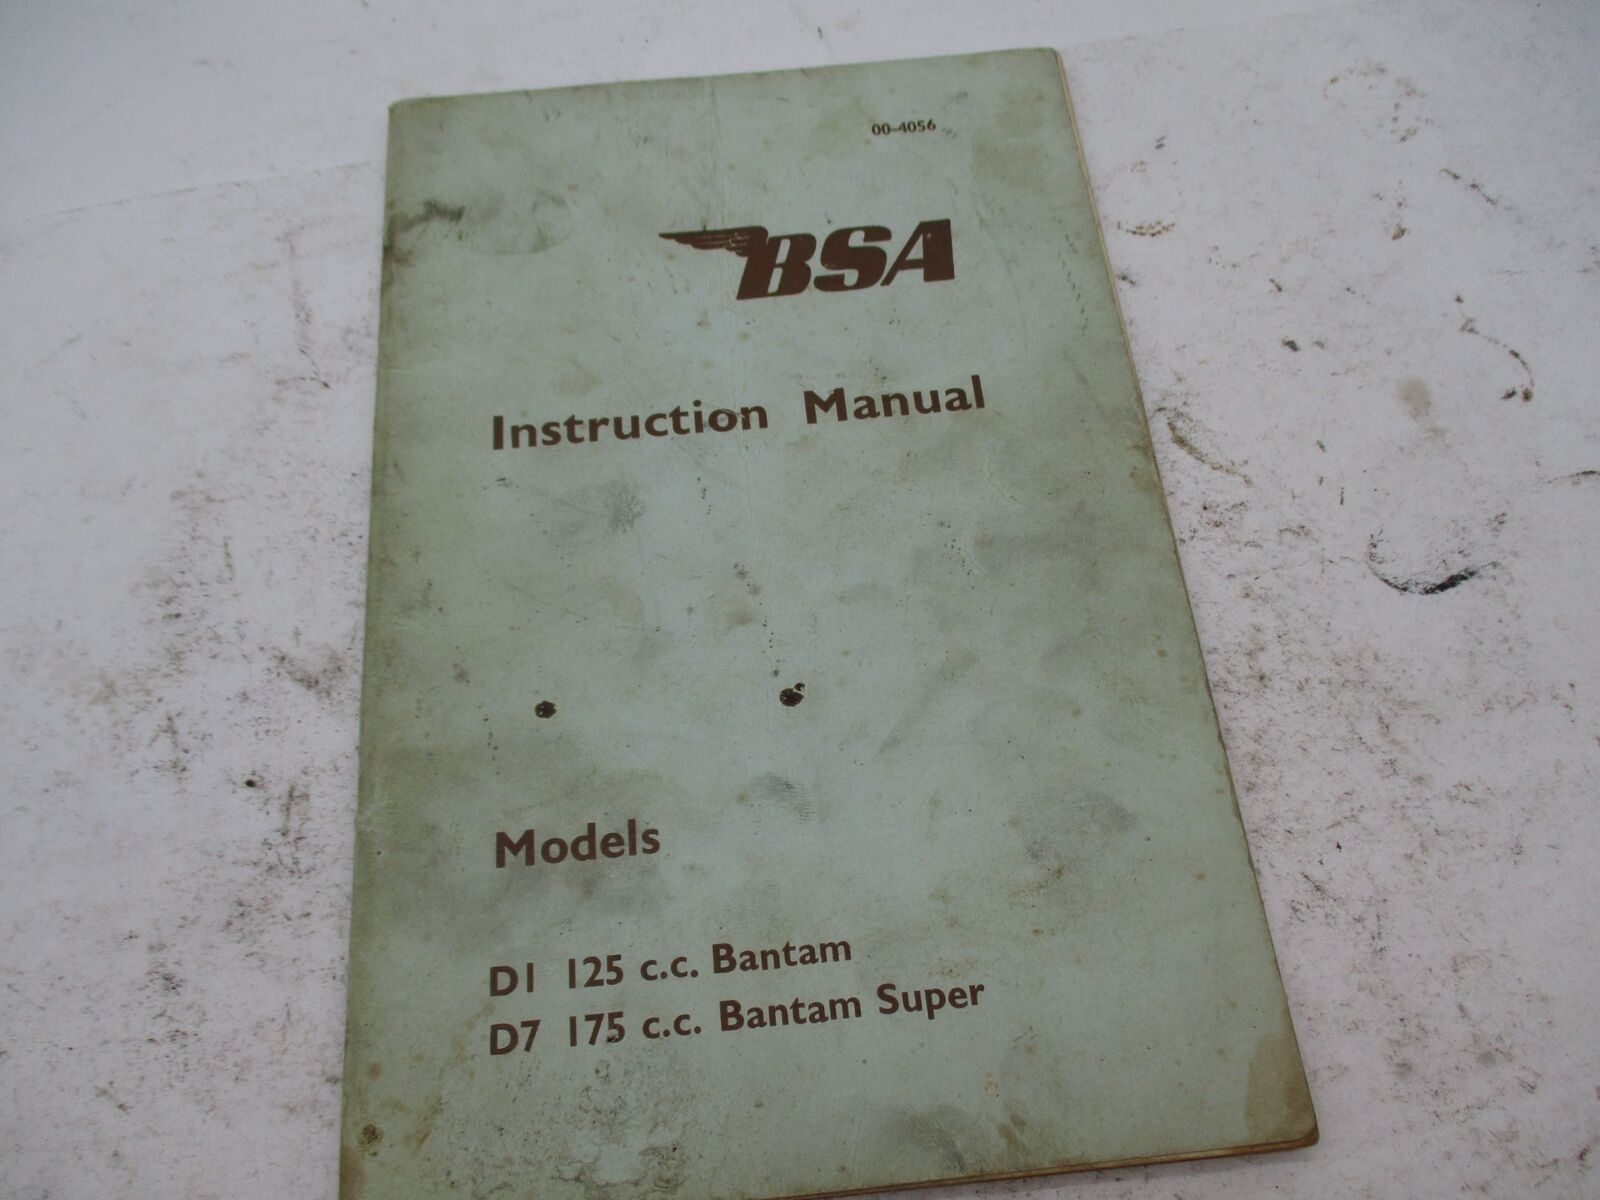 00-4056
BSA
Instruction Manual
Models
D1 125 c.c. Bantam
D7 175 c.c. Bantam Super